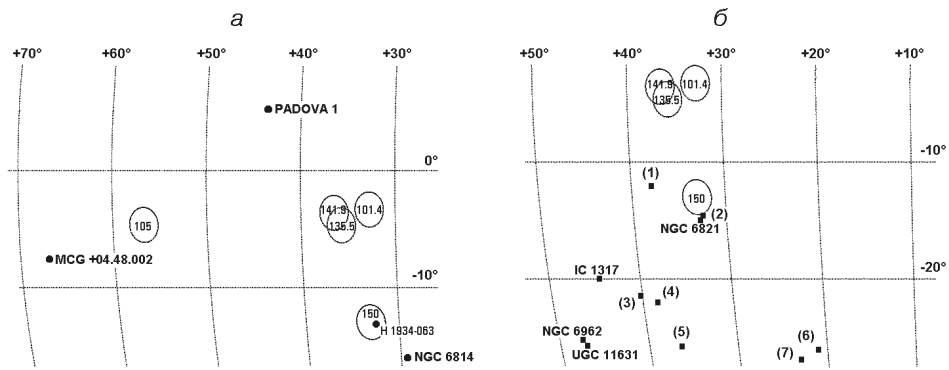 а
+70° +60° +50° +40° +30°
PADOVA 1
0°
141.9 101.4
135.5
105
MCG +04.48.002
-10°
150
H 1934-063
NGC 6814
б
+50° +40° +30° +20° +10°
141.9 101.4
135.5
-10°
(1)
150
(2)
NGC 6821
-20°
IC 1317
(3) (4)
NGC 6962
(5)
(6)
UGC 11631
(7)